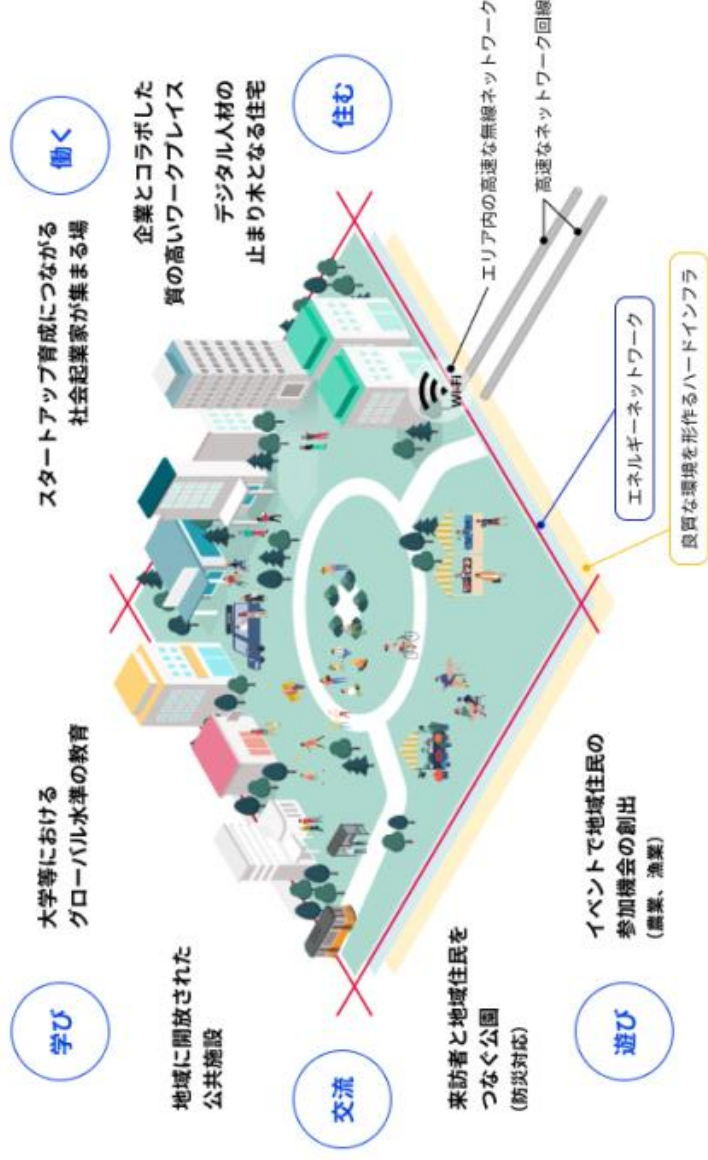 学び
大学等における
グローバル水準の教育
働く
スタートアップ育成につながる
社会起業家が集まる場
地域に開放された
公共施設
企業とコラボした
質の高いワークプレイス
デジタル人材の
止まり木となる住宅
交流
住む
来訪者と地域住民を
つなぐ公園
(防災対応)
Wi-Fi
エリア内の高速な無線ネットワーク
高速なネットワーク回線
遊び
イベントで地域住民の
参加機会の創出
(農業、漁業)
エネルギーネットワーク
良質な環境を形作るハードインフラ